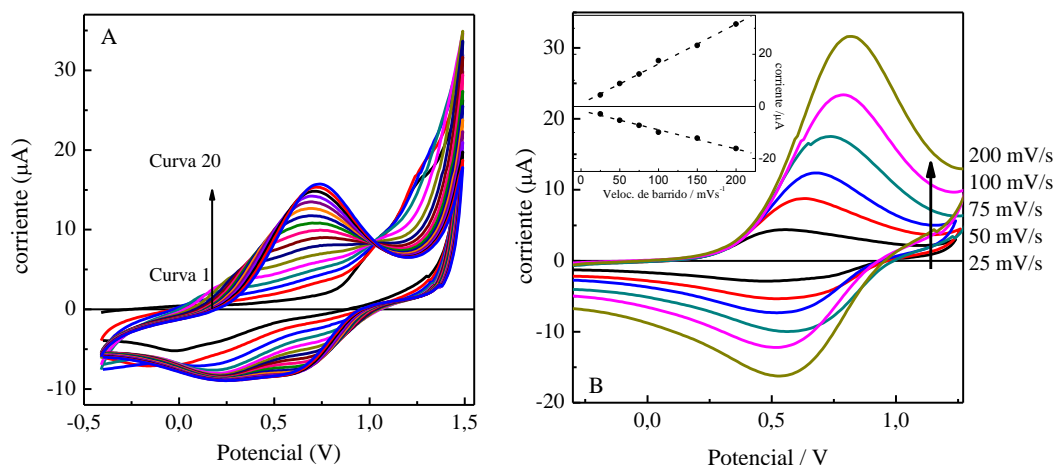 A
Curva 20
Curva 1
30
20
10
0
-10
-0,5
0,0
0,5
1,0
1,5
corriente (μA)
Potencial (V)
B
40
30
20
10
0
-10
-20
0,0
0,5
1,0
corriente (μA)
Potencial / V
0
50
100
150
200
20
0
-20
corriente /μA
Veloc. de barrido / mVs⁻¹
200 mV/s
100 mV/s
75 mV/s
50 mV/s
25 mV/s